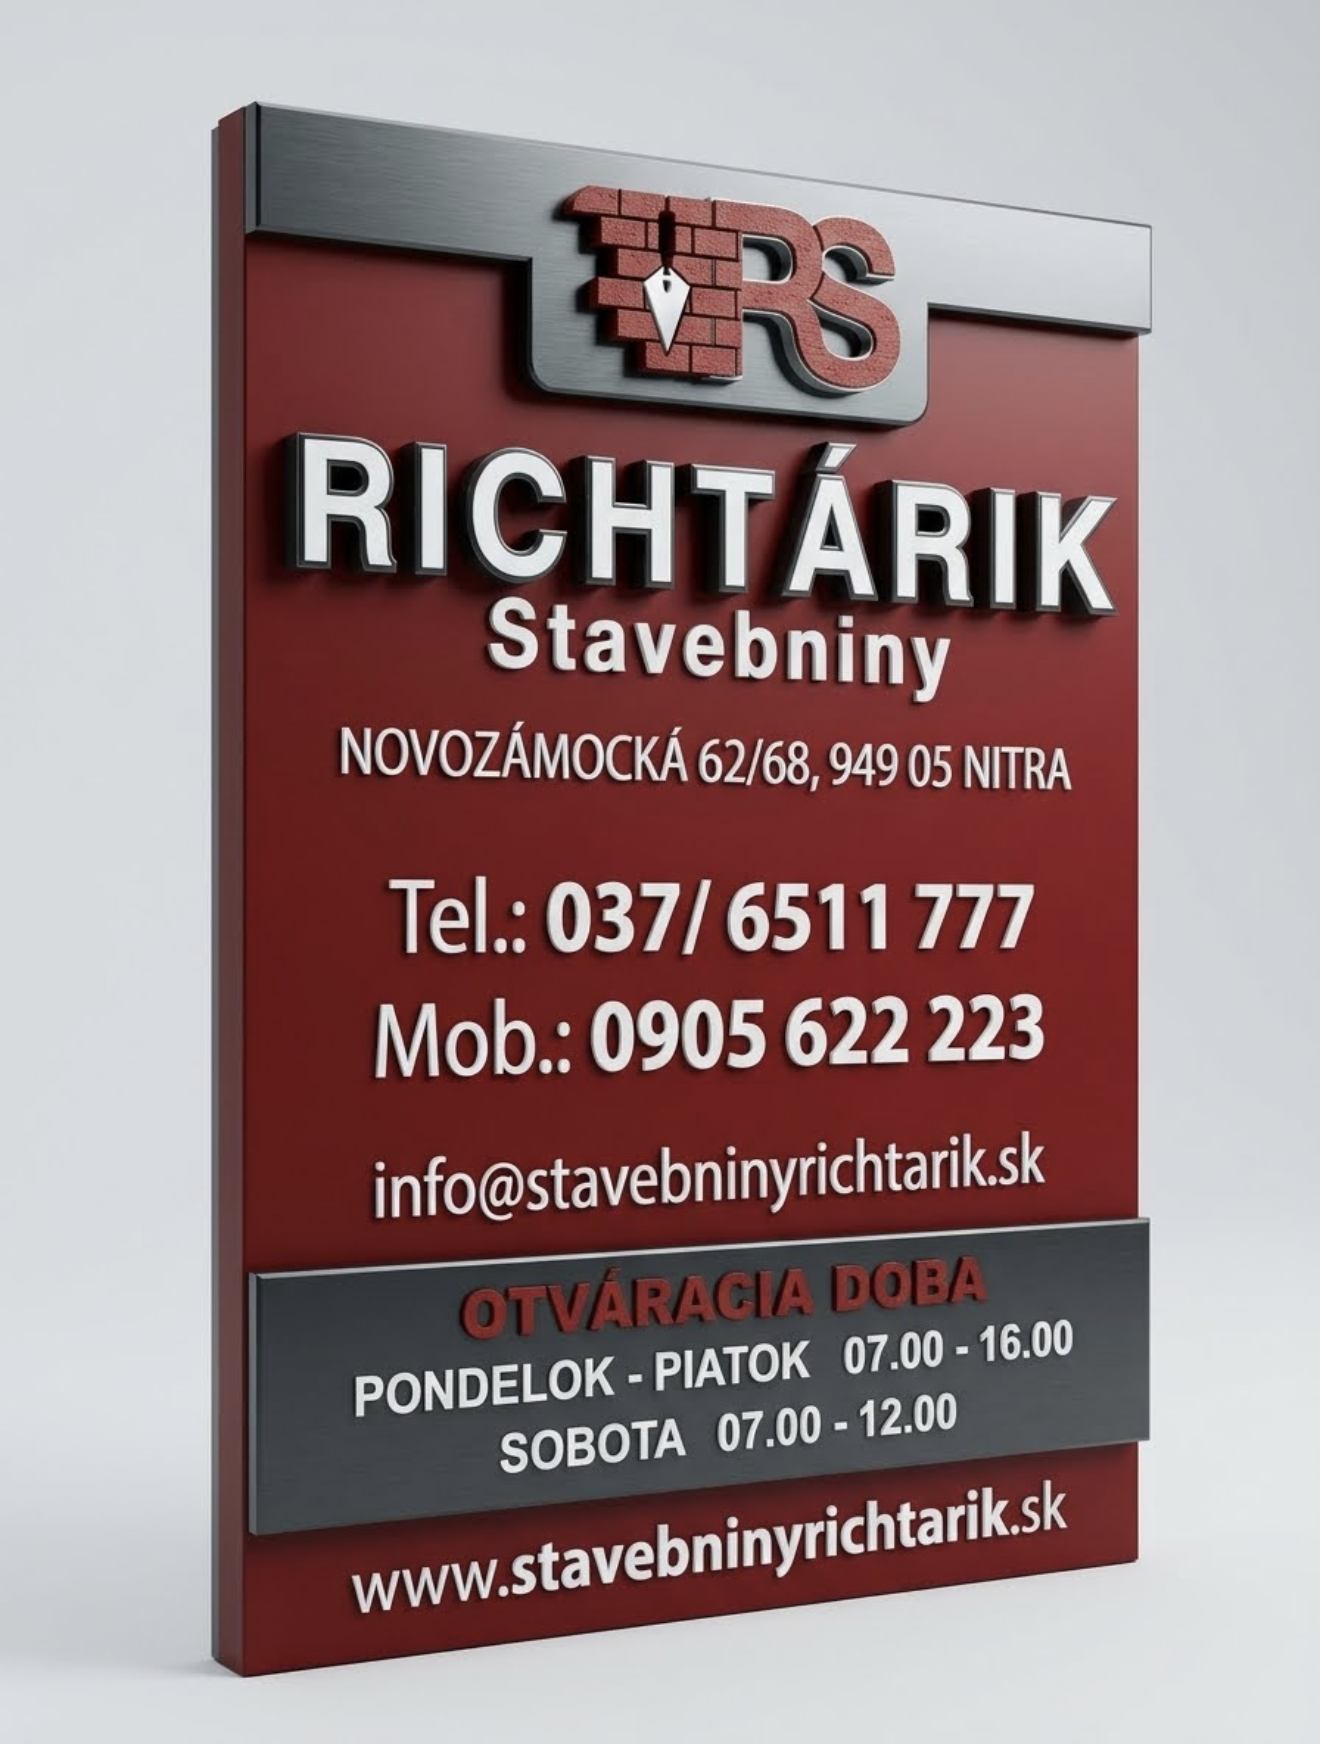 RS
RICHTÁRIK
Stavebniny
NOVOZÁMOCKÁ 62/68, 949 05 NITRA
Tel.: 037/ 6511 777
Mob.: 0905 622 223
info@stavebninyrichtarik.sk
OTVÁRACIA DOBA
PONDELOK - PIATOK 07.00 - 16.00
SOBOTA 07.00 - 12.00
www.stavebninyrichtarik.sk